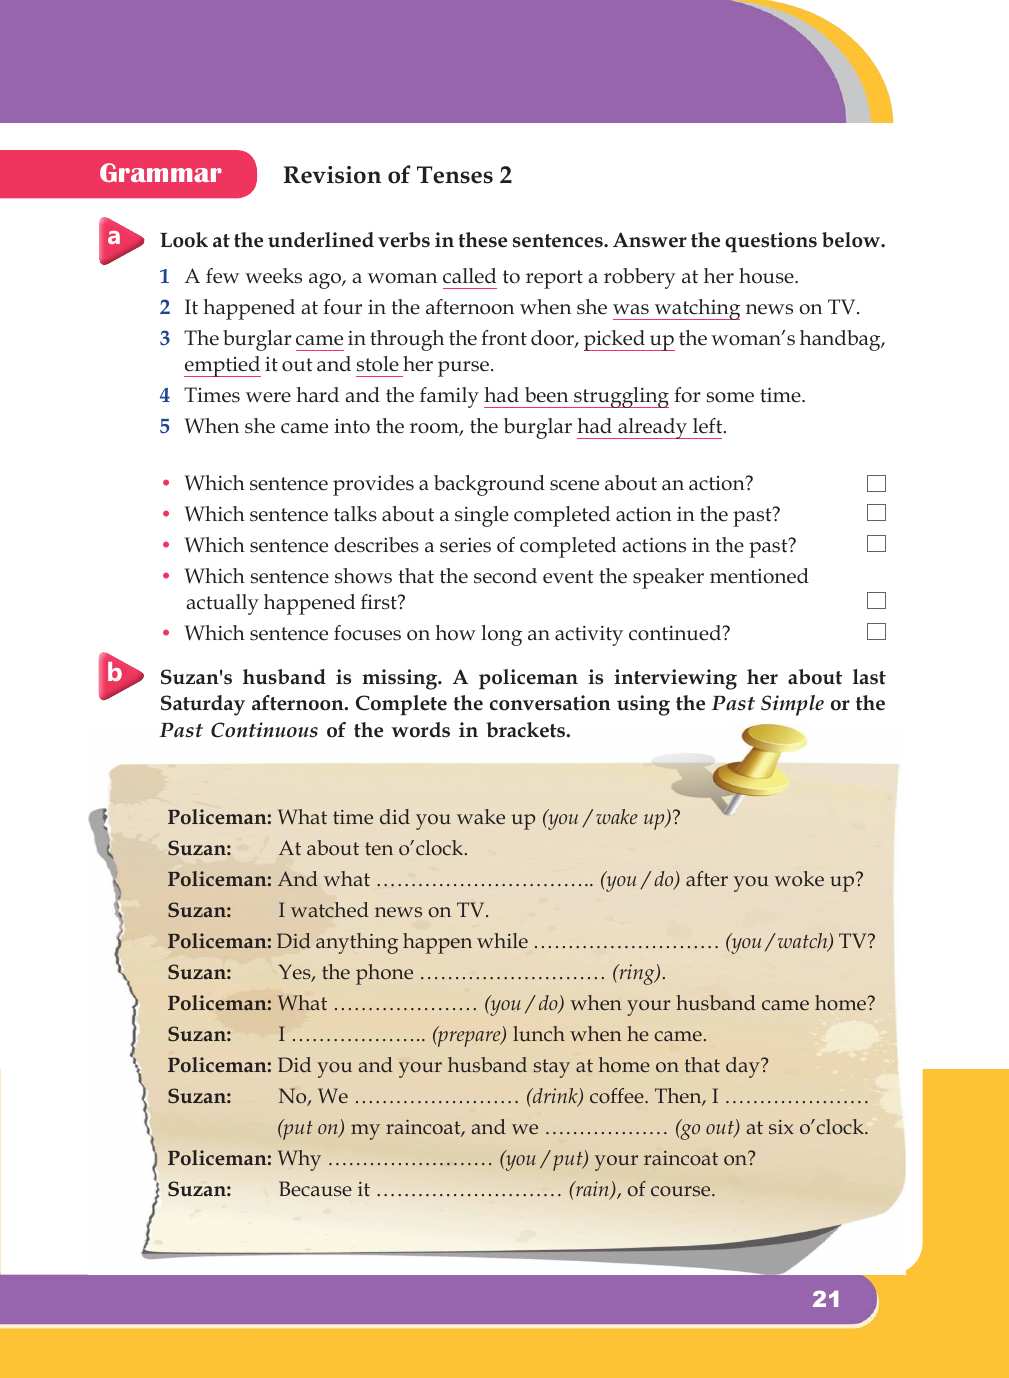 Grammar
Revision of Tenses 2
a
Look at the underlined verbs in these sentences. Answer the questions below.
1 A few weeks ago, a woman called to report a robbery at her house.
2 It happened at four in the afternoon when she was watching news on TV.
3 The burglar came in through the front door, picked up the woman’s handbag,
emptied it out and stole her purse.
4 Times were hard and the family had been struggling for some time.
5 When she came into the room, the burglar had already left.
• Which sentence provides a background scene about an action?
• Which sentence talks about a single completed action in the past?
• Which sentence describes a series of completed actions in the past?
• Which sentence shows that the second event the speaker mentioned
actually happened first?
• Which sentence focuses on how long an activity continued?
b
Suzan's husband is missing. A policeman is interviewing her about last
Saturday afternoon. Complete the conversation using the Past Simple or the
Past Continuous of the words in brackets.
Policeman: What time did you wake up (you / wake up)?
Suzan: At about ten o’clock.
Policeman: And what ………………………….. (you / do) after you woke up?
Suzan: I watched news on TV.
Policeman: Did anything happen while ……………………… (you / watch) TV?
Suzan: Yes, the phone ……………………… (ring).
Policeman: What ………………… (you / do) when your husband came home?
Suzan: I ……………….. (prepare) lunch when he came.
Policeman: Did you and your husband stay at home on that day?
Suzan: No, We …………………… (drink) coffee. Then, I …………………
(put on) my raincoat, and we ……………… (go out) at six o’clock.
Policeman: Why …………………… (you / put) your raincoat on?
Suzan: Because it ……………………… (rain), of course.
21